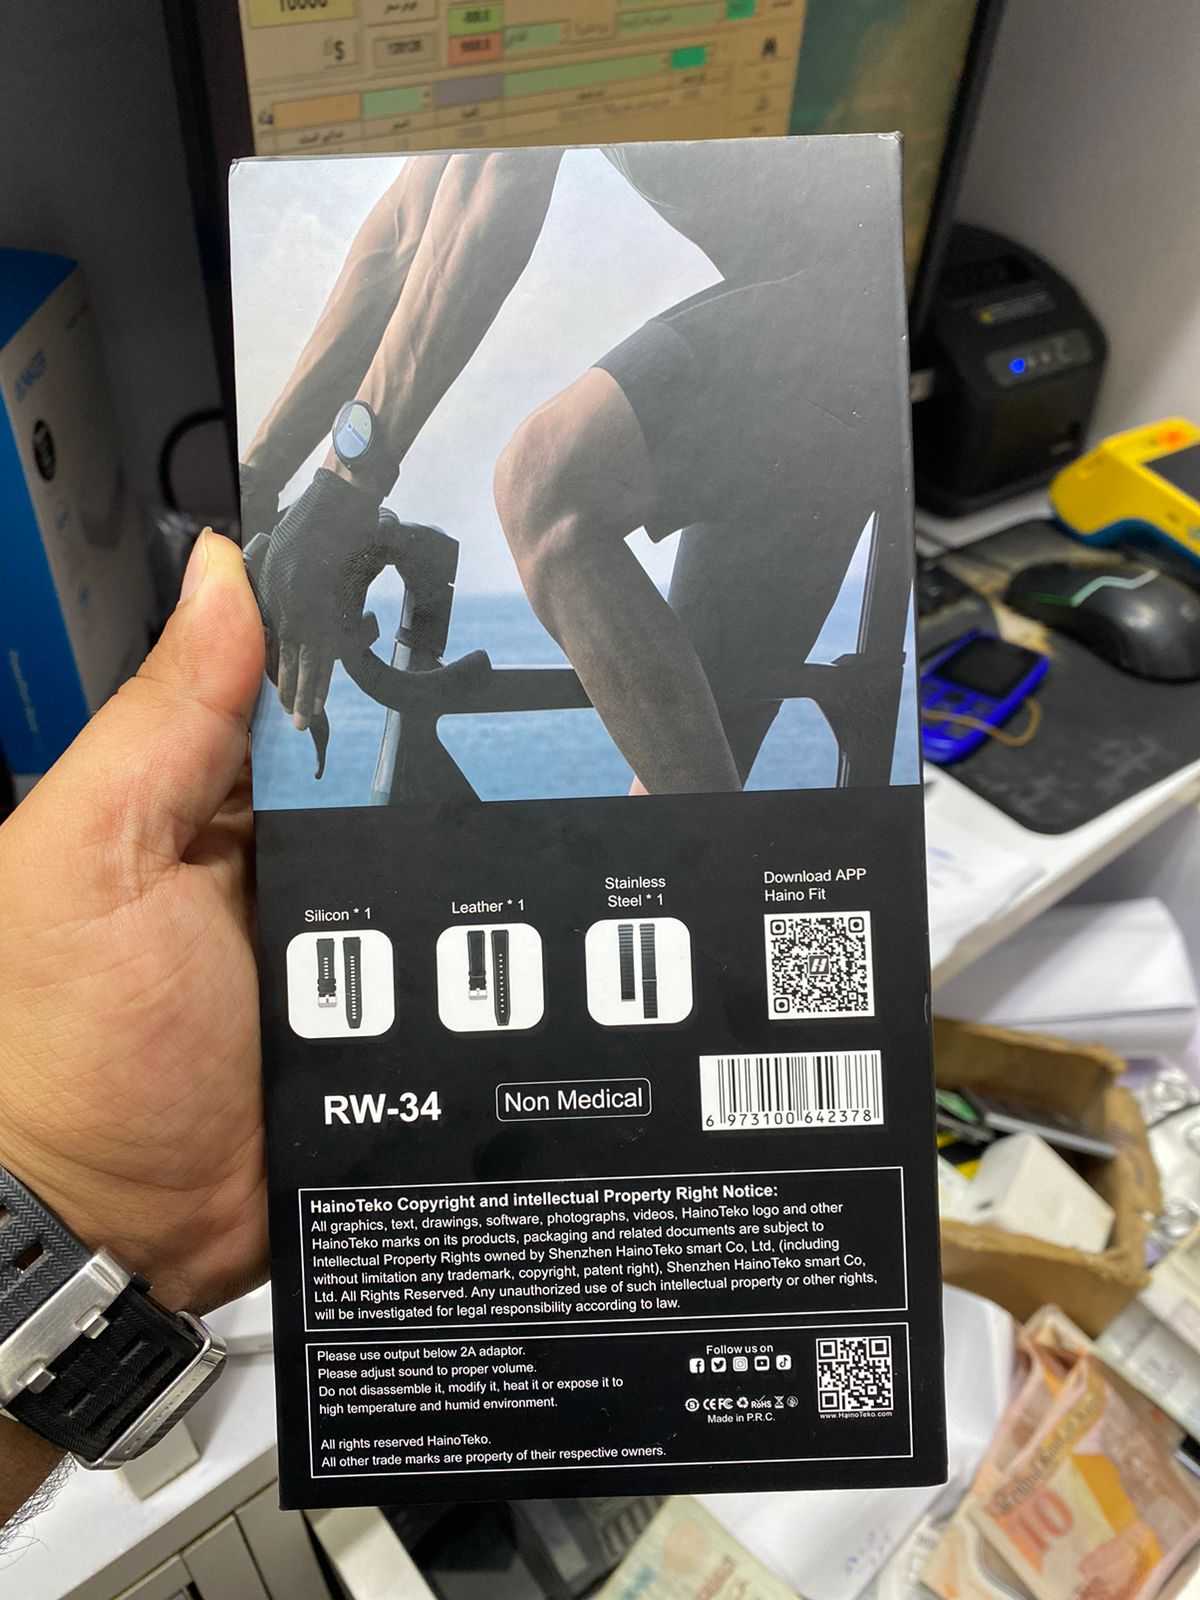 10000
$
Silicon * 1
Leather * 1
Stainless
Steel * 1
Download APP
Haino Fit
RW-34
Non Medical
6 973100 642378
HainoTeko Copyright and intellectual Property Right Notice:
All graphics, text, drawings, software, photographs, videos, HainoTeko logo and other
HainoTeko marks on its products, packaging and related documents are subject to
Intellectual Property Rights owned by Shenzhen HainoTeko smart Co, Ltd, (including
without limitation any trademark, copyright, patent right), Shenzhen HainoTeko smart Co,
Ltd. All Rights Reserved. Any unauthorized use of such intellectual property or other rights,
will be investigated for legal responsibility according to law.
Please use output below 2A adaptor.
Please adjust sound to proper volume.
Do not disassemble it, modify it, heat it or expose it to
high temperature and humid environment.
All rights reserved HainoTeko.
All other trade marks are property of their respective owners.
Follow us on
CE FC RoHS
Made in P.R.C.
www.HainoTeko.com
10